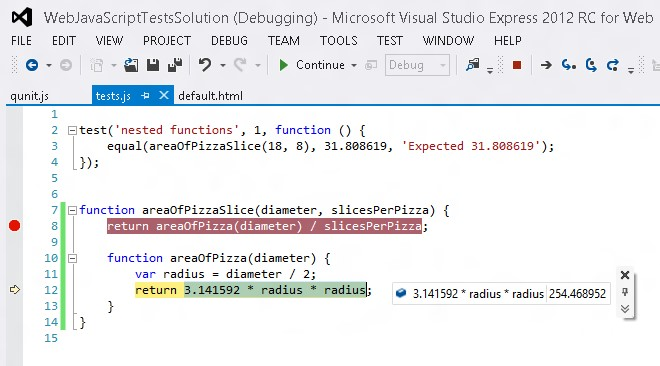 WebJavaScriptTestsSolution (Debugging) - Microsoft Visual Studio Express 2012 RC for Web
FILE EDIT VIEW PROJECT DEBUG TEAM TOOLS TEST WINDOW HELP
Continue Debug
qunit.js tests.js default.html
1
2 test('nested functions', 1, function () {
3 equal(areaOfPizzaSlice(18, 8), 31.808619, 'Expected 31.808619');
4 });
5
6
7 function areaOfPizzaSlice(diameter, slicesPerPizza) {
8 return areaOfPizza(diameter) / slicesPerPizza;
9
10 function areaOfPizza(diameter) {
11 var radius = diameter / 2;
12 return 3.141592 * radius * radius; 3.141592 * radius * radius 254.468952
13 }
14 }
15